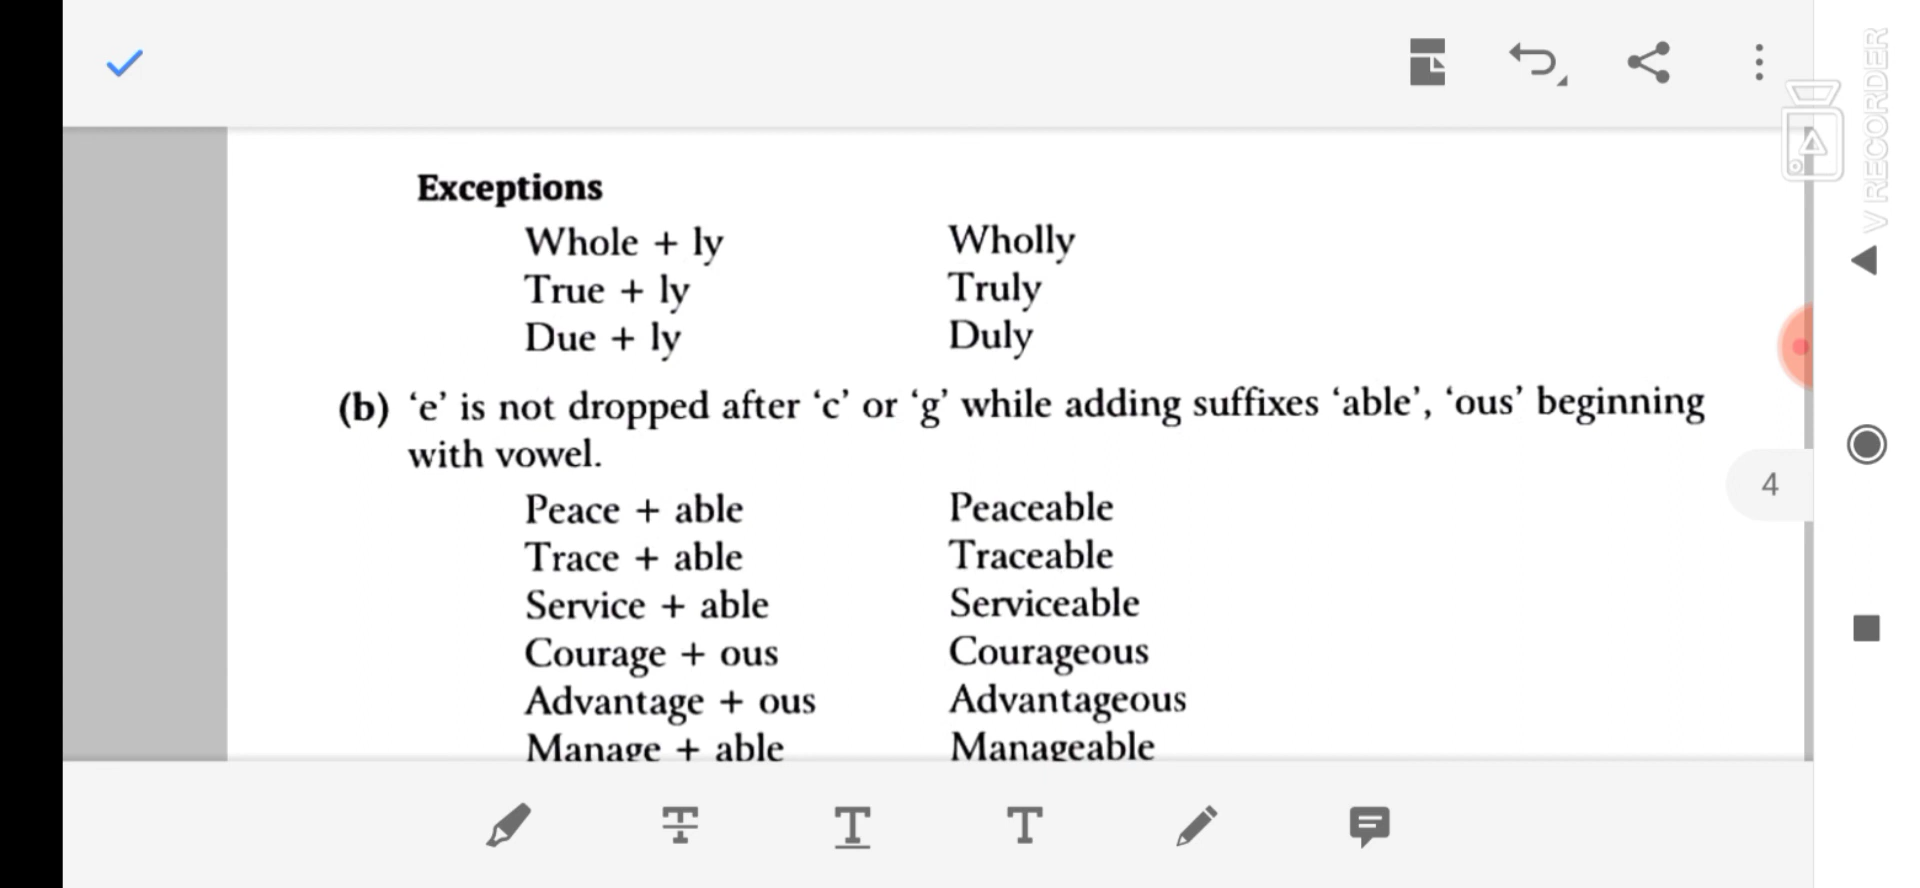 V RECORDER
Exceptions
Whole + ly Wholly
True + ly Truly
Due + ly Duly
(b) ‘e’ is not dropped after ‘c’ or ‘g’ while adding suffixes ‘able’, ‘ous’ beginning
with vowel.
4
Peace + able Peaceable
Trace + able Traceable
Service + able Serviceable
Courage + ous Courageous
Advantage + ous Advantageous
Manage + able Manageable